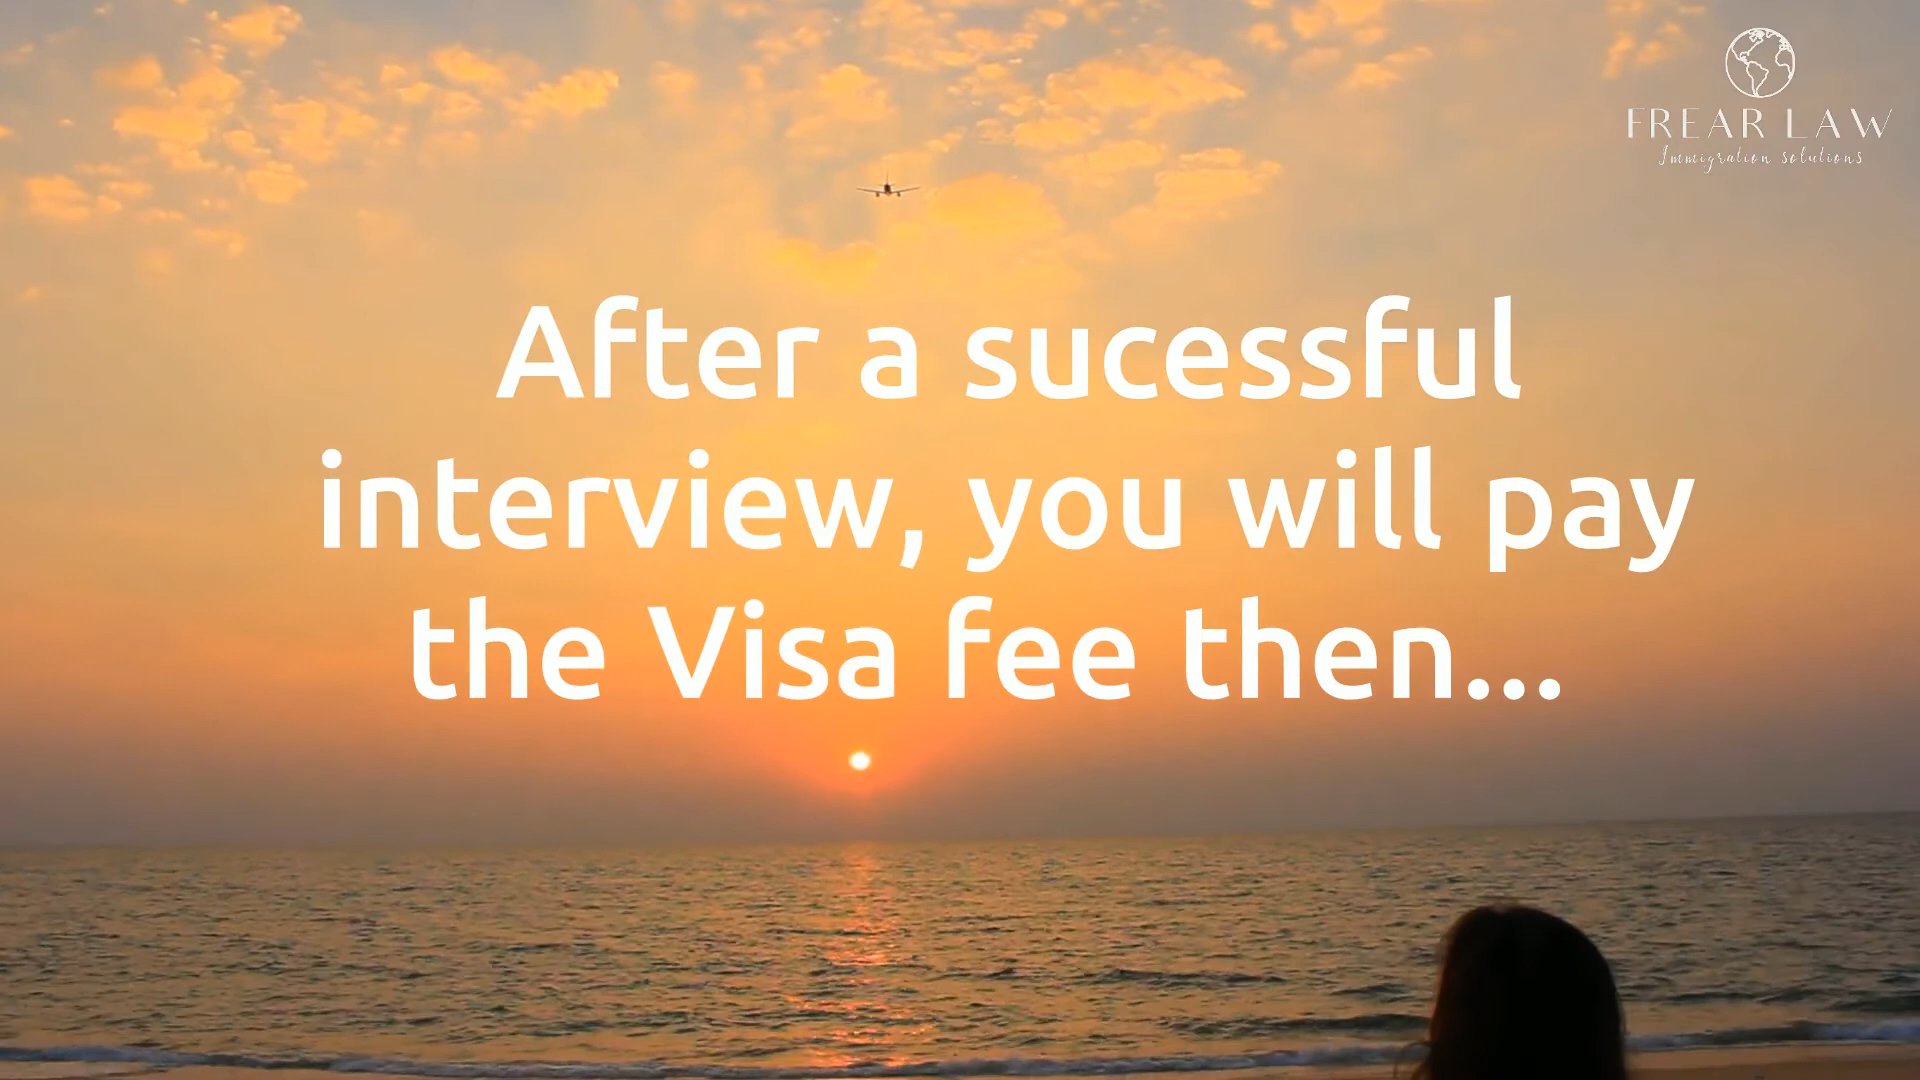 FREAR LAW
Immigration solutions
After a sucessful
interview, you will pay
the Visa fee then...